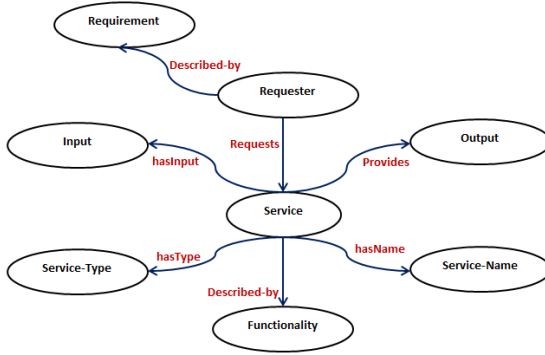 Requirement
Described-by
Requester
Input
Requests
Output
hasInput
Provides
Service
hasType
hasName
Service-Type
Service-Name
Described-by
Functionality